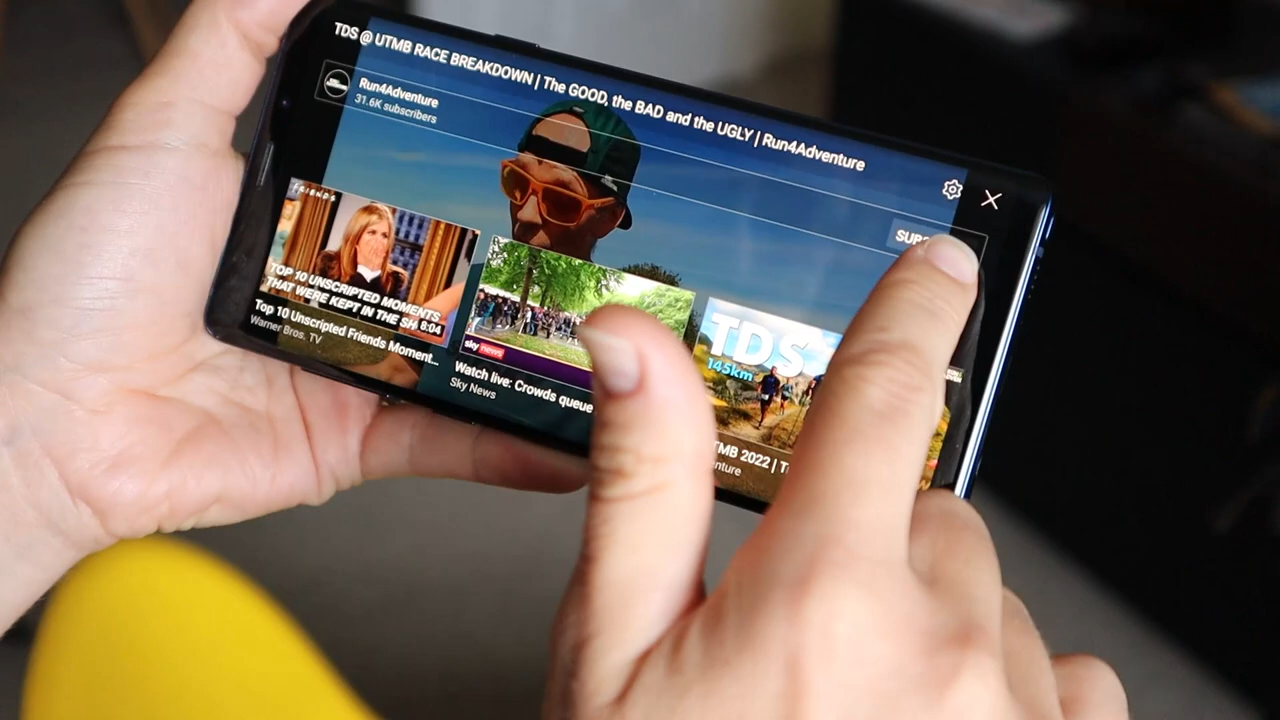 TDS @ UTMB RACE BREAKDOWN | The GOOD, the BAD and the UGLY | Run4Adventure
Run4Adventure
31.6K subscribers
FRIENDS
TOP 10 UNSCRIPTED MOMENTS
THAT WERE KEPT IN THE SH
8:04
Top 10 Unscripted Friends Moment...
Warner Bros. TV
sky news
Watch live: Crowds queue
Sky News
TDS
145km
TMB 2022 | T
nture